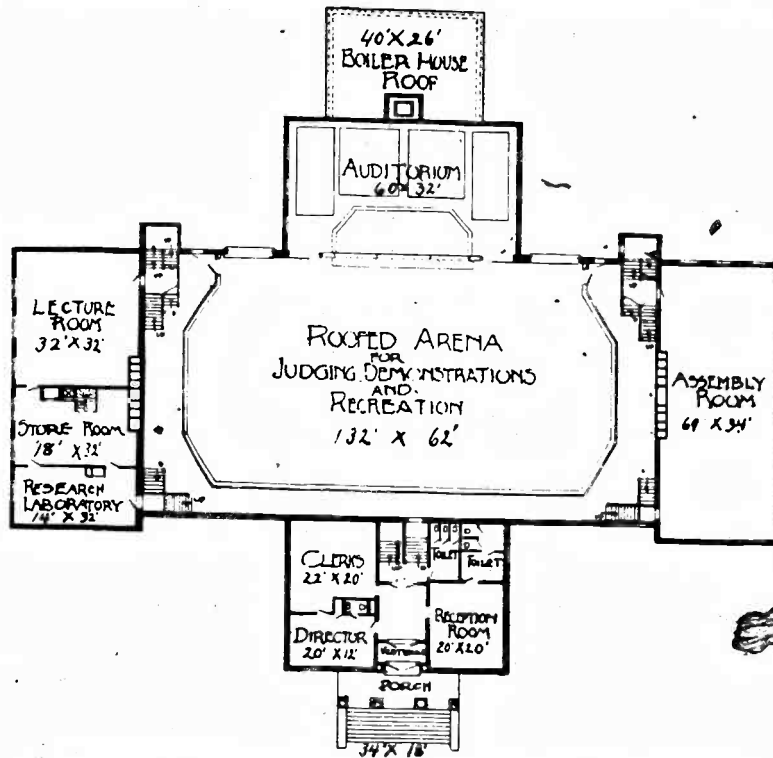 40' X 26'
BOILER HOUSE
ROOF
AUDITORIUM
60 X 32'
LECTURE
ROOM
32' X 32'
ROOFED ARENA
FOR
JUDGING, DEMONSTRATIONS
AND
RECREATION
132' X 62'
ASSEMBLY
ROOM
STORE ROOM
18' X 32'
RESEARCH
LABORATORY
14' X 32'
CLERKS
22' X 20'
TOILET
TOILET
DIRECTOR
20' X 12'
RECEPTION
ROOM
20' X 20'
PORCH
34' X 18'